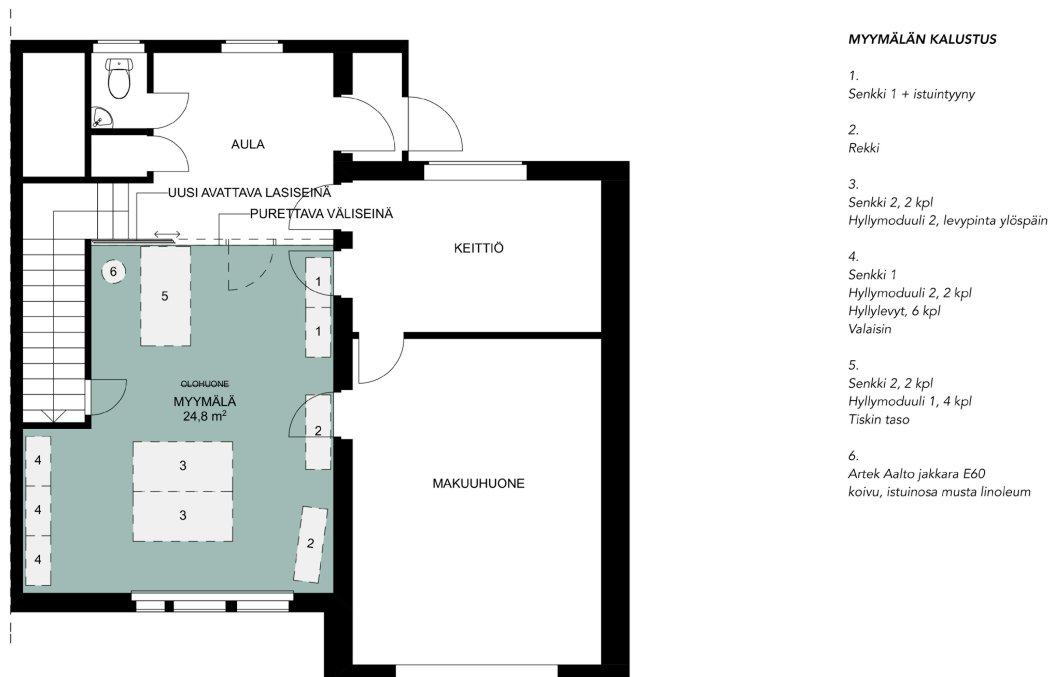 AULA
UUSI AVATTAVA LASISEINÄ
PURETTAVA VÄLISEINÄ
KEITTIÖ
6
5
1
1
OLOHUONE
MYYMÄLÄ
24,8 m²
2
3
3
4
4
4
2
MAKUUHUONE
MYYMÄLÄN KALUSTUS
1.
Senkki 1 + istuintyyny
2.
Rekki
3.
Senkki 2, 2 kpl
Hyllymoduuli 2, levypinta ylöspäin
4.
Senkki 1
Hyllymoduuli 2, 2 kpl
Hyllylevyt, 6 kpl
Valaisin
5.
Senkki 2, 2 kpl
Hyllymoduuli 1, 4 kpl
Tiskin taso
6.
Artek Aalto jakkara E60
koivu, istuinosa musta linoleum